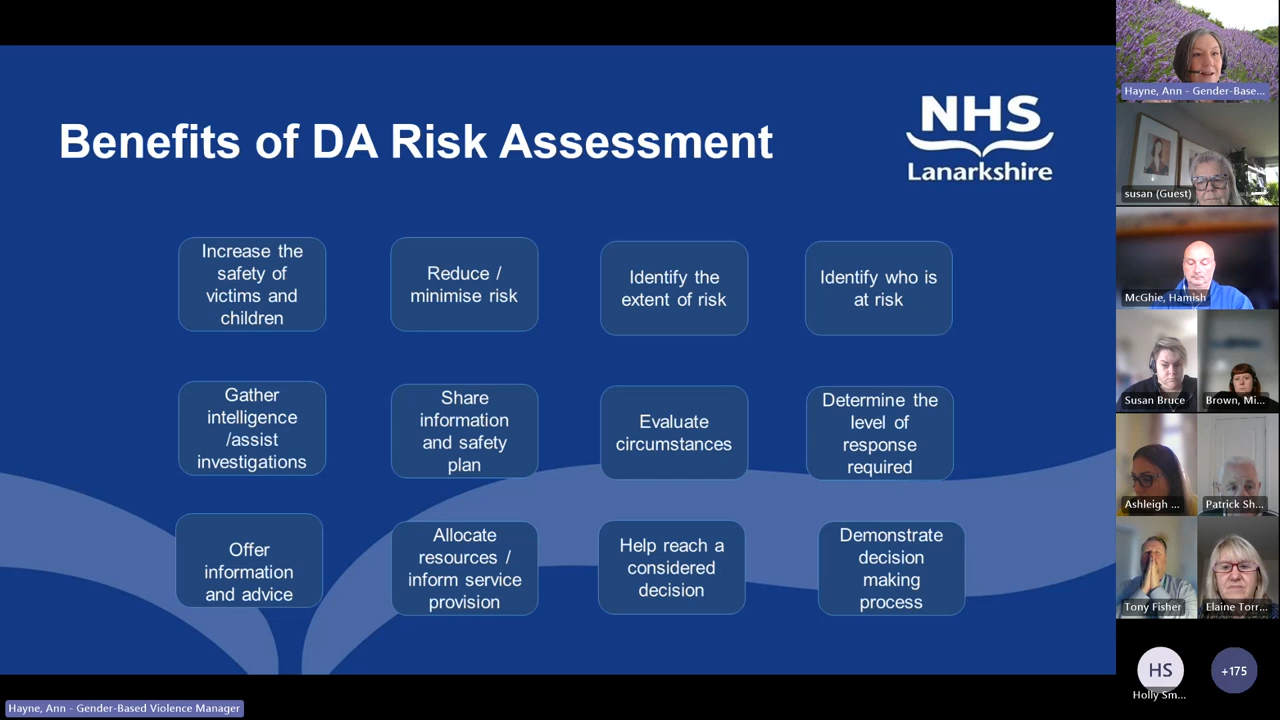 Benefits of DA Risk Assessment
NHS
Lanarkshire
Increase the
safety of
victims and
children
Reduce /
minimise risk
Identify the
extent of risk
Identify who is
at risk
Gather
intelligence
/assist
investigations
Share
information
and safety
plan
Evaluate
circumstances
Determine the
level of
response
required
Offer
information
and advice
Allocate
resources /
inform service
provision
Help reach a
considered
decision
Demonstrate
decision
making
process
Hayne, Ann - Gender-Based Violence Manager
Hayne, Ann - Gender-Base...
susan (Guest)
McGhie, Hamish
Susan Bruce
Brown, Mi...
Ashleigh ...
Patrick Sh...
Tony Fisher
Elaine Torr...
HS
Holly Sm...
+175